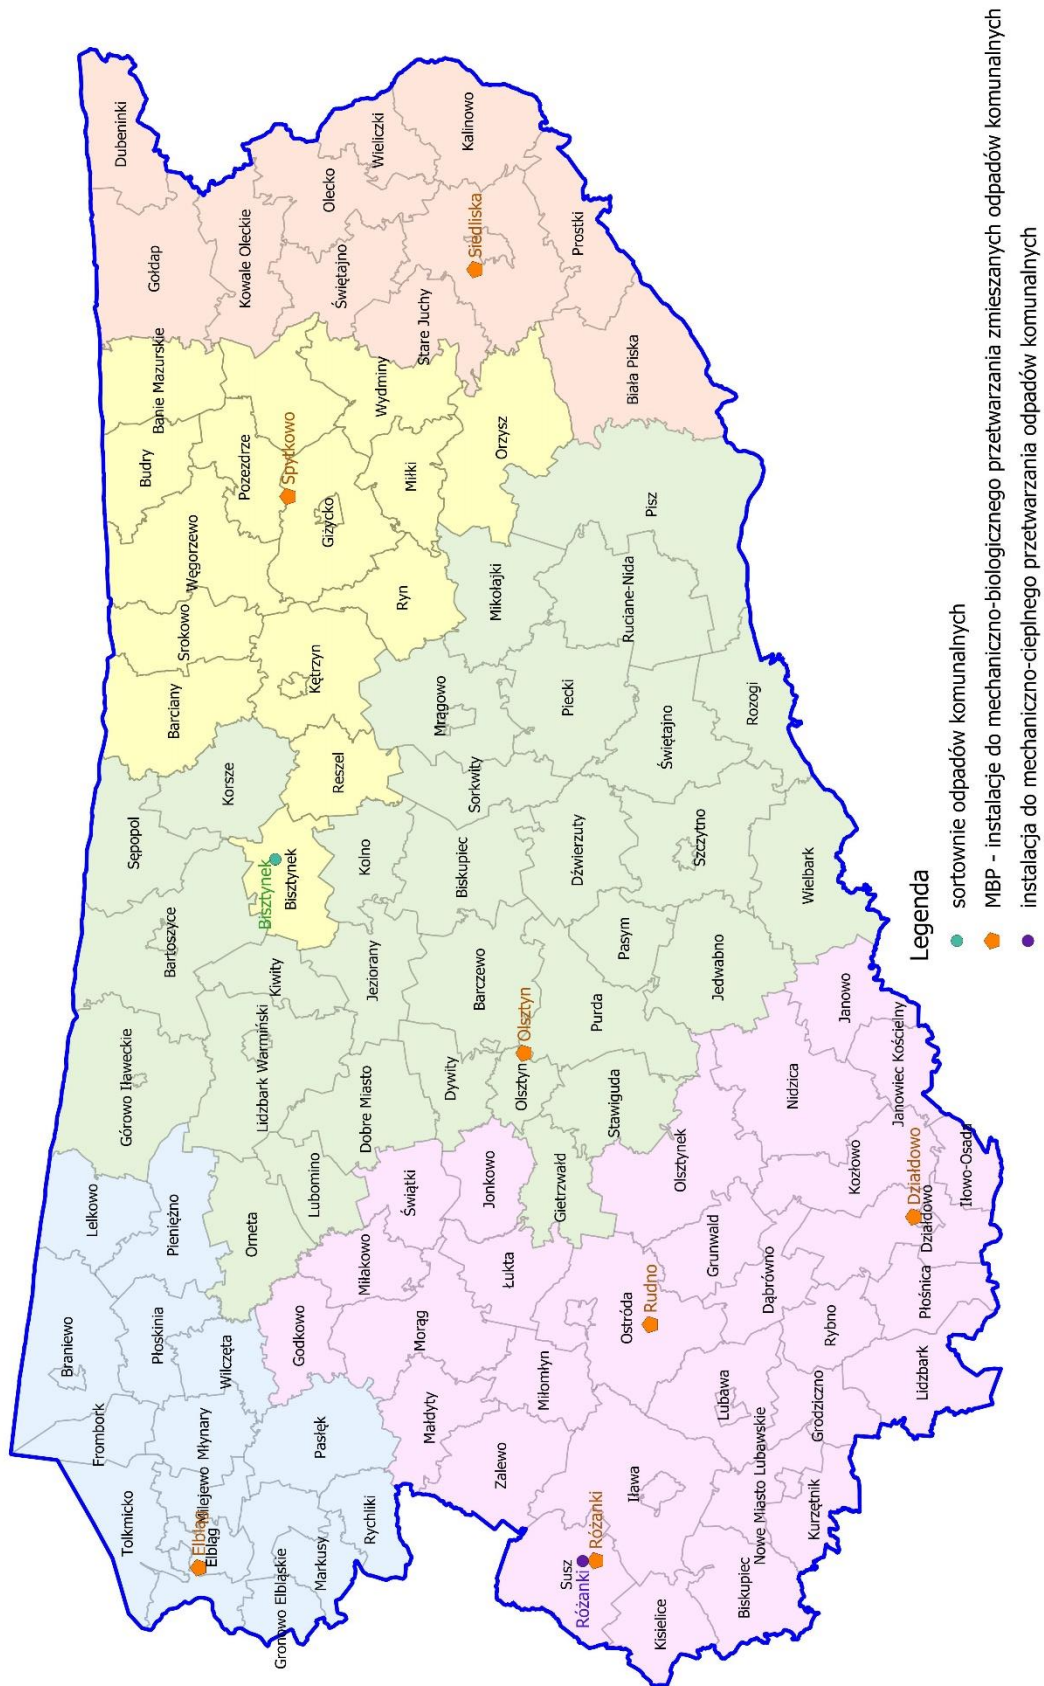 Dubeninki
Gołdap
Kowale Oleckie
Olecko
Wieliczki
Kalinowo
Świętajno
Stare Juchy
Siedliska
Prostki
Biała Piska
Banie Mazurskie
Budry
Pozezdrze
Spytkowo
Wydminy
Węgorzewo
Giżycko
Miłki
Orzysz
Srokowo
Ryn
Barciany
Kętrzyn
Reszel
Mikołajki
Pisz
Ruciane-Nida
Mrągowo
Piecki
Rozogi
Świętajno
Sorkwity
Korsze
Sępopol
Bisztynek
Bisztynek
Kolno
Biskupiec
Dźwierzuty
Szczytno
Wielbark
Bartoszyce
Kiwity
Jeziorany
Barczewo
Pasym
Jedwabno
Purda
Górowo Iławeckie
Lidzbark Warmiński
Dobre Miasto
Dywity
Olsztyn
Olsztyn
Stawiguda
Orneta
Lubomino
Gietrzwałd
Lelkowo
Pieniężno
Braniewo
Płoskinia
Wilczęta
Frombork
Młynary
Milejewo
Tolkmicko
Elbląg
Elbląg
Pasłęk
Rychliki
Markusy
Gronowo Elbląskie
Godkowo
Świątki
Jonkowo
Miłakowo
Łukta
Morąg
Małdyty
Miłomłyn
Zalewo
Ostróda
Rudno
Olsztynek
Grunwald
Dąbrówno
Nidzica
Janowo
Janowiec Kościelny
Kozłowo
Działdowo
Działdowo
Iłowo-Osada
Płośnica
Rybno
Lidzbark
Lubawa
Grodziczno
Nowe Miasto Lubawskie
Kurzętnik
Biskupiec
Iława
Susz
Różanki
Różanki
Kisielice
Legenda
sortownie odpadów komunalnych
MBP - instalacje do mechaniczno-biologicznego przetwarzania zmieszanych odpadów komunalnych
instalacja do mechaniczno-cieplnego przetwarzania odpadów komunalnych